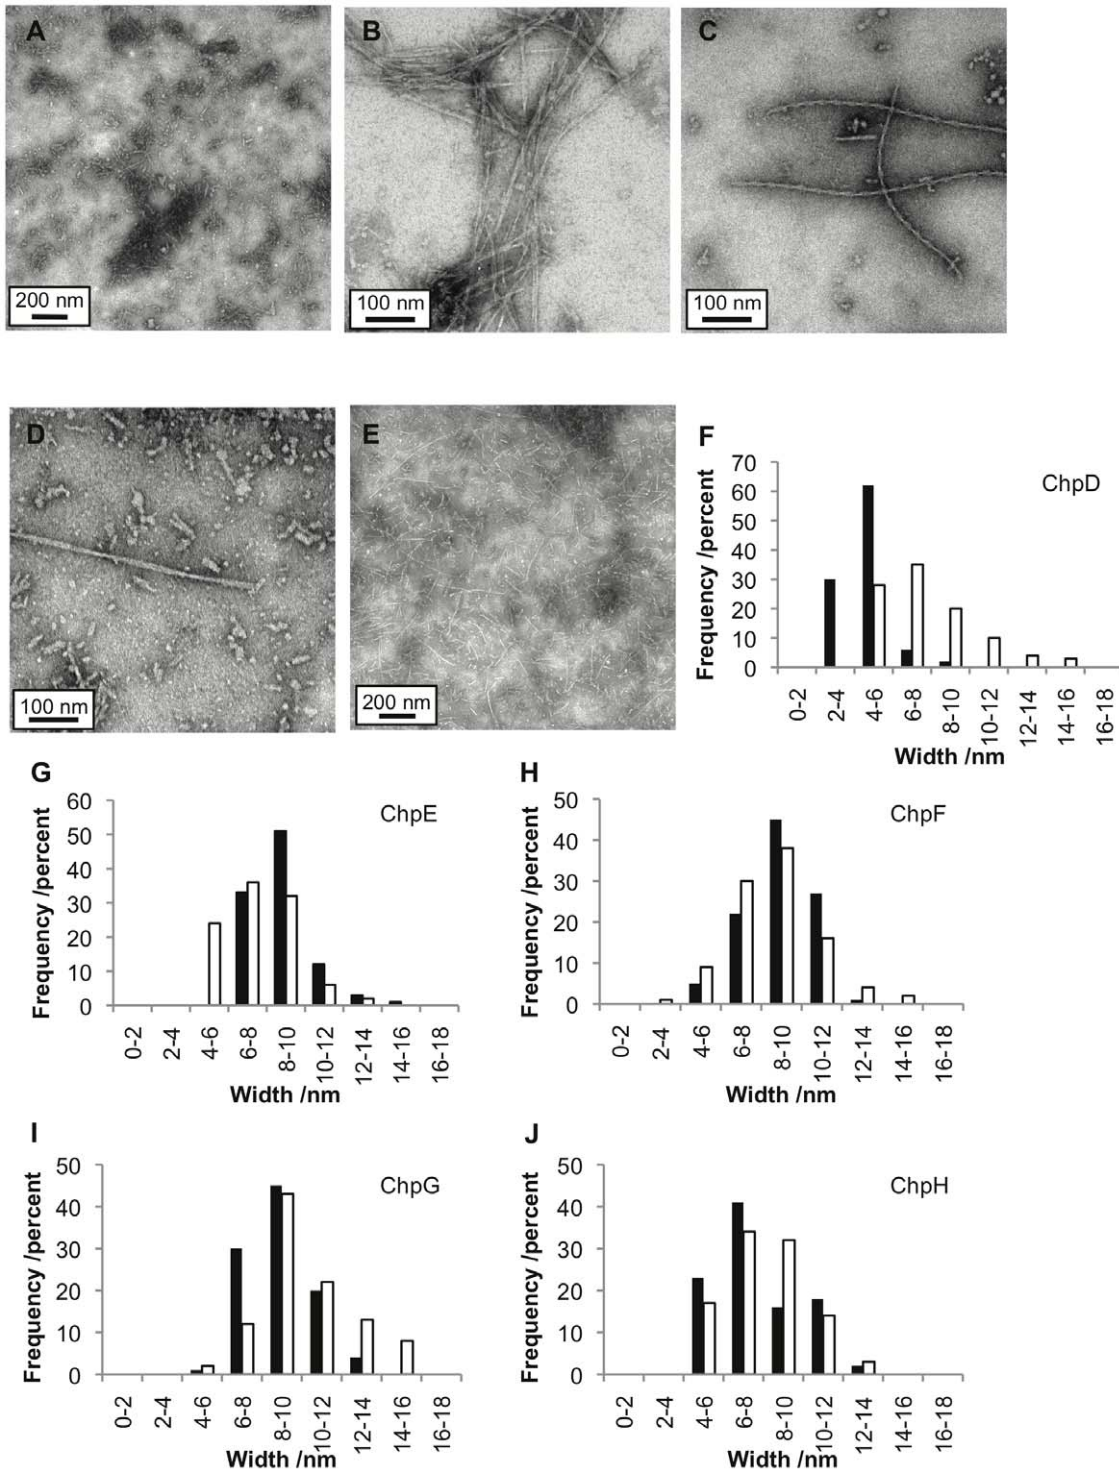 A
B
C
200 nm
100 nm
100 nm
D
E
100 nm
200 nm
F
ChpD
Frequency /percent
70
60
50
40
30
20
10
0
0-2
2-4
4-6
6-8
8-10
10-12
12-14
14-16
16-18
Width /nm
G
ChpE
Frequency /percent
60
50
40
30
20
10
0
0-2
2-4
4-6
6-8
8-10
10-12
12-14
14-16
16-18
Width /nm
H
ChpF
Frequency /percent
50
40
30
20
10
0
0-2
2-4
4-6
6-8
8-10
10-12
12-14
14-16
16-18
Width /nm
I
ChpG
Frequency /percent
50
40
30
20
10
0
0-2
2-4
4-6
6-8
8-10
10-12
12-14
14-16
16-18
Width /nm
J
ChpH
Frequency /percent
50
40
30
20
10
0
0-2
2-4
4-6
6-8
8-10
10-12
12-14
14-16
16-18
Width /nm